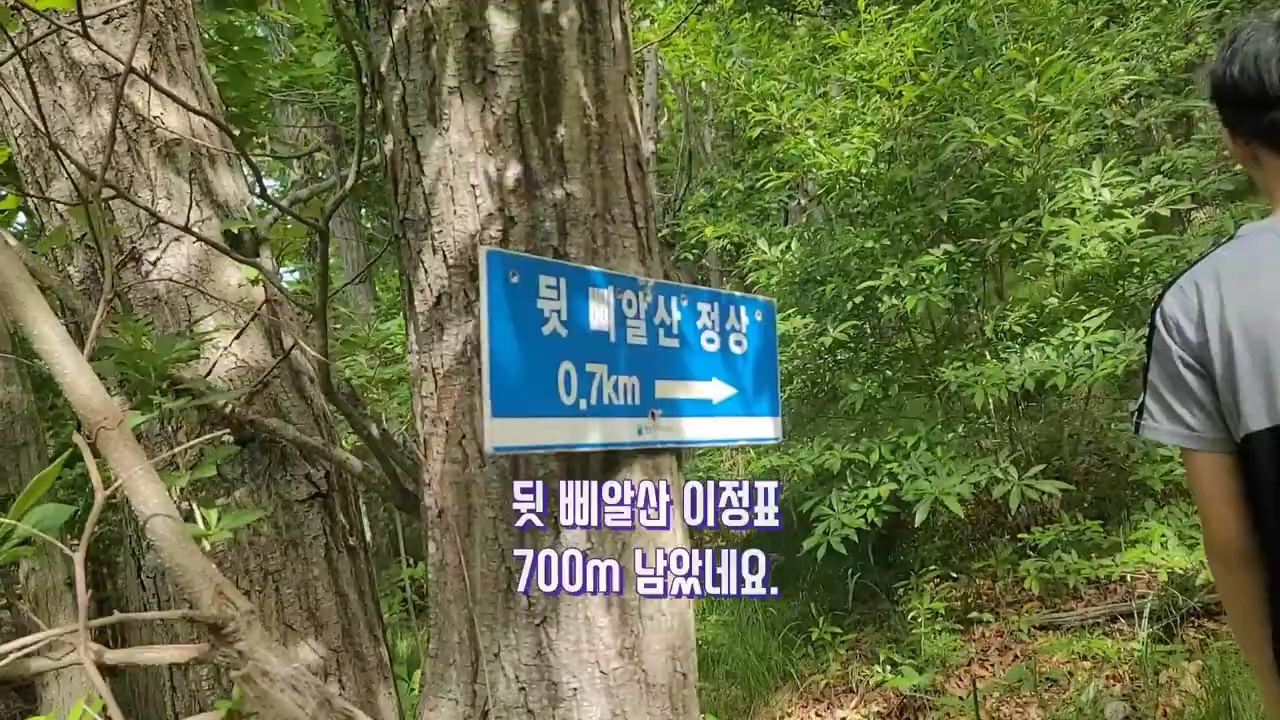 뒷 삐알산 정상
0.7km
뒷 삐알산 이정표
700m 남았네요.